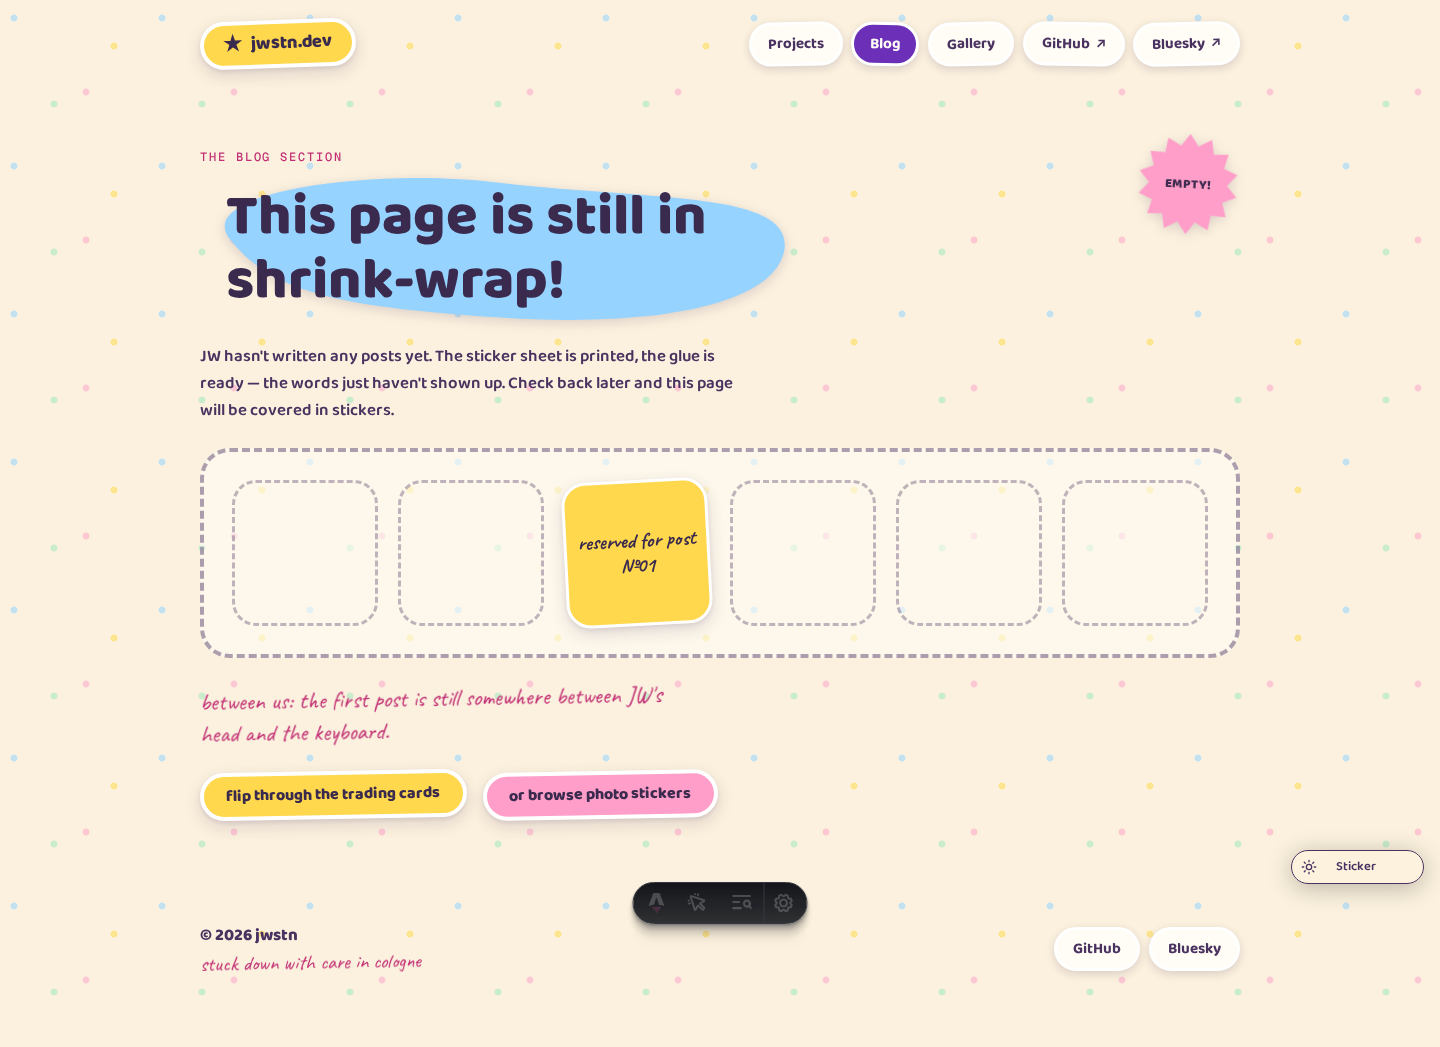 ★ jwstn.dev
Projects
Blog
Gallery
GitHub ↗
Bluesky ↗
THE BLOG SECTION
EMPTY!
This page is still in
shrink-wrap!
JW hasn't written any posts yet. The sticker sheet is printed, the glue is
ready — the words just haven't shown up. Check back later and this page
will be covered in stickers.
reserved for post
№01
between us: the first post is still somewhere between JW's
head and the keyboard.
flip through the trading cards
or browse photo stickers
Sticker
© 2026 jwstn
stuck down with care in cologne
GitHub
Bluesky